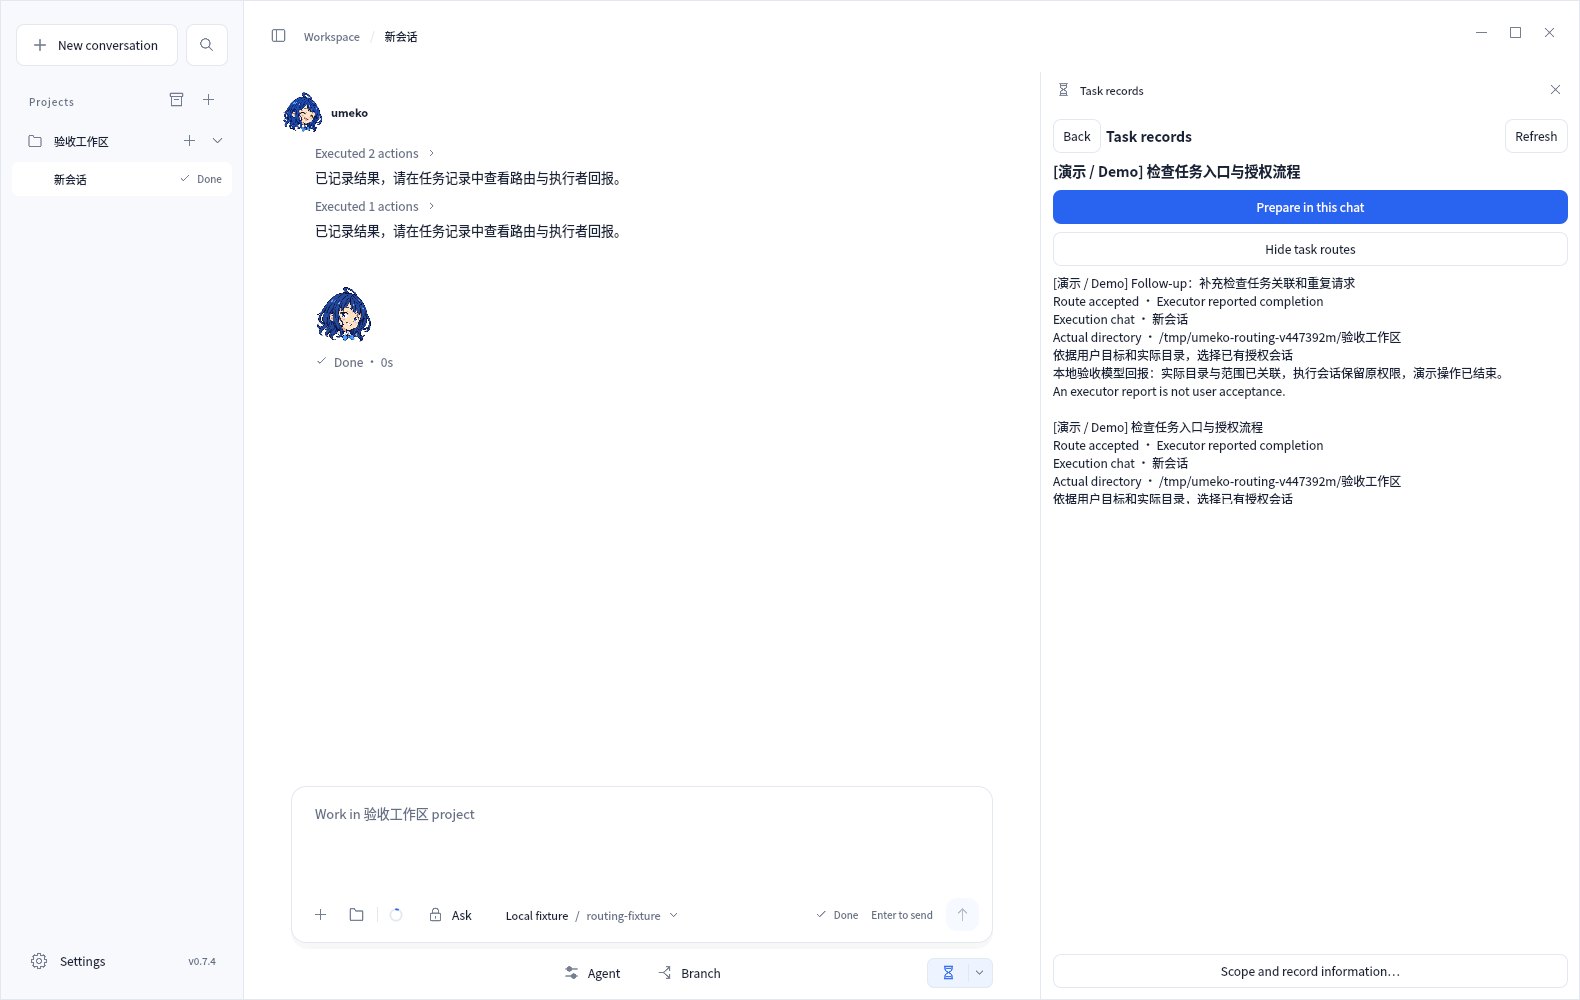 New conversation
Projects
验收工作区
新会话
Done
Settings
v0.7.4
Workspace / 新会话
umeko
Executed 2 actions
已记录结果，请在任务记录中查看路由与执行者回报。
Executed 1 actions
已记录结果，请在任务记录中查看路由与执行者回报。
Done · 0s
Work in 验收工作区 project
Ask
Local fixture / routing-fixture
Done
Enter to send
Agent
Branch
Task records
Back
Task records
Refresh
[演示 / Demo] 检查任务入口与授权流程
Prepare in this chat
Hide task routes
[演示 / Demo] Follow-up：补充检查任务关联和重复请求
Route accepted · Executor reported completion
Execution chat · 新会话
Actual directory · /tmp/umeko-routing-v447392m/验收工作区
依据用户目标和实际目录，选择已有授权会话
本地验收模型回报：实际目录与范围已关联，执行会话保留原权限，演示操作已结束。
An executor report is not user acceptance.
[演示 / Demo] 检查任务入口与授权流程
Route accepted · Executor reported completion
Execution chat · 新会话
Actual directory · /tmp/umeko-routing-v447392m/验收工作区
依据用户目标和实际目录，选择已有授权会话
Scope and record information…